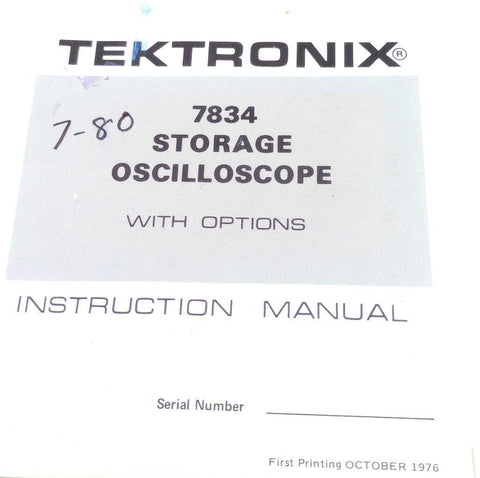 TEKTRONIX®
7-80
7834
STORAGE
OSCILLOSCOPE
WITH OPTIONS
INSTRUCTION MANUAL
Serial Number
First Printing OCTOBER 1976